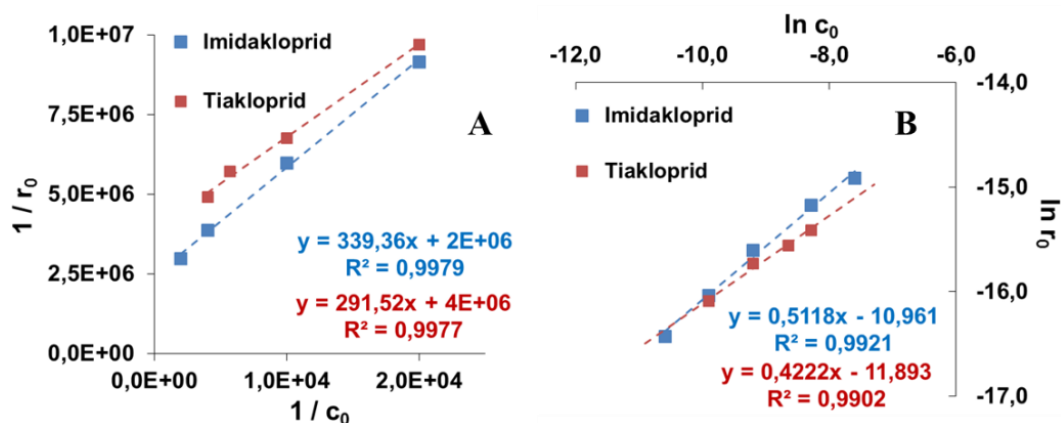 1,0E+07
7,5E+06
5,0E+06
2,5E+06
0,0E+00
1 / r₀
Imidakloprid
Tiakloprid
A
y = 339,36x + 2E+06
R² = 0,9979
y = 291,52x + 4E+06
R² = 0,9977
0,0E+00 1,0E+04 2,0E+04
1 / c₀
ln c₀
-12,0 -10,0 -8,0 -6,0
Imidakloprid
Tiakloprid
B
-14,0
-15,0
-16,0
-17,0
ln r₀
y = 0,5118x - 10,961
R² = 0,9921
y = 0,4222x - 11,893
R² = 0,9902